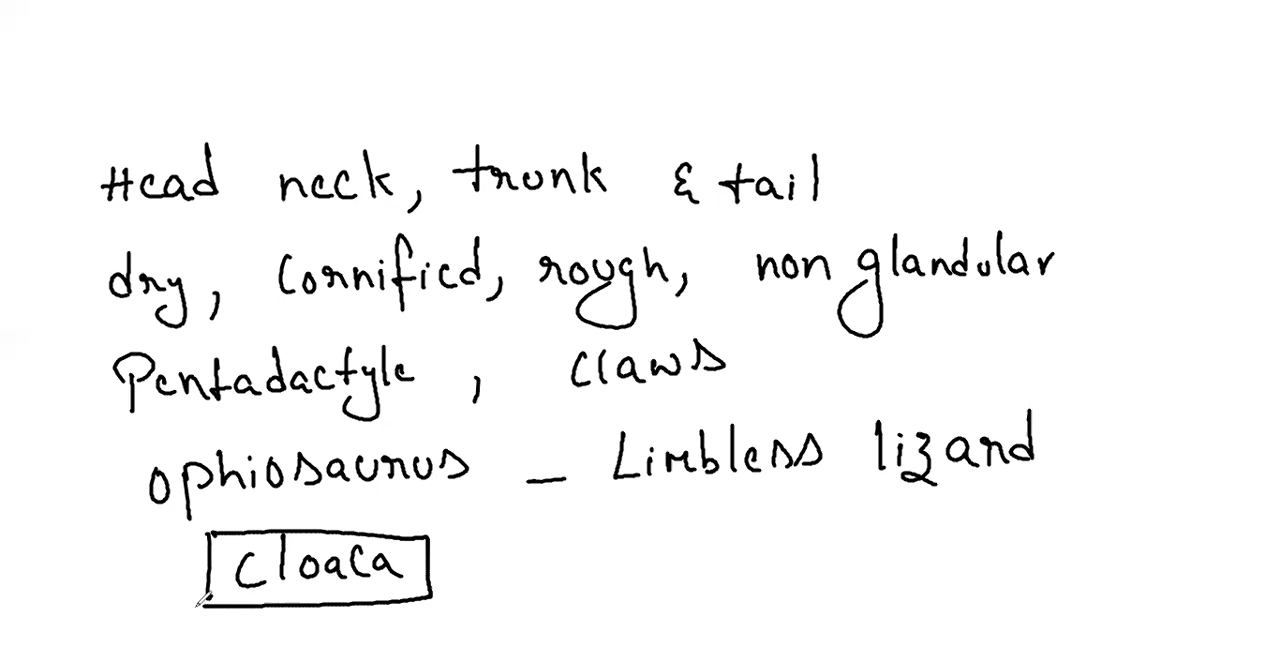 Head neck, trunk & tail
dry, Cornified, rough, non glandular
Pentadactyle, claws
ophiosaurus - Limbless lizard
cloaca